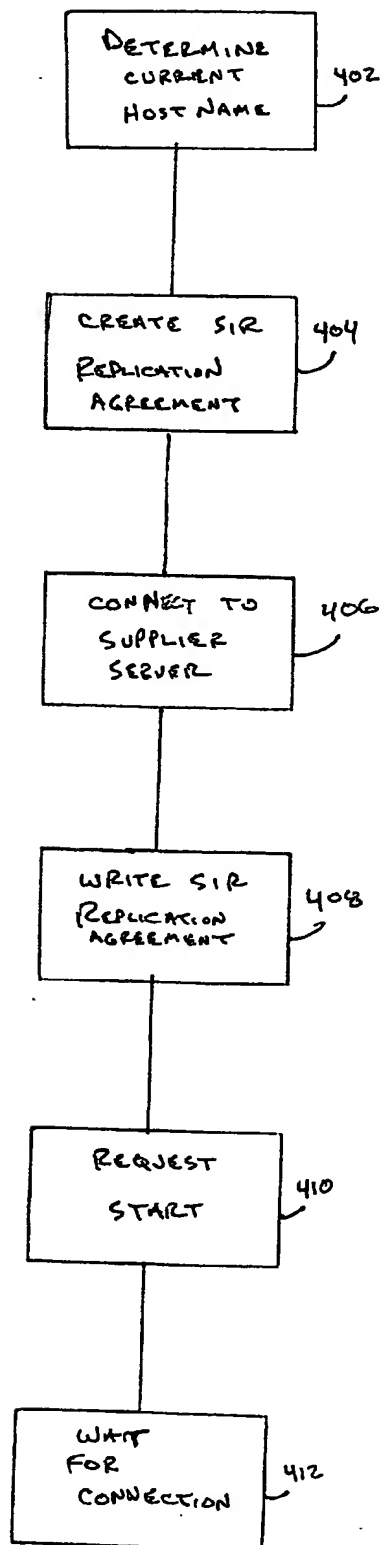 DETERMINE
CURRENT
HOST NAME
402
CREATE SIR
REPLICATION
AGREEMENT
404
CONNECT TO
SUPPLIER
SERVER
406
WRITE SIR
REPLICATION
AGREEMENT
408
REQUEST
START
410
WAIT
FOR
CONNECTION
412